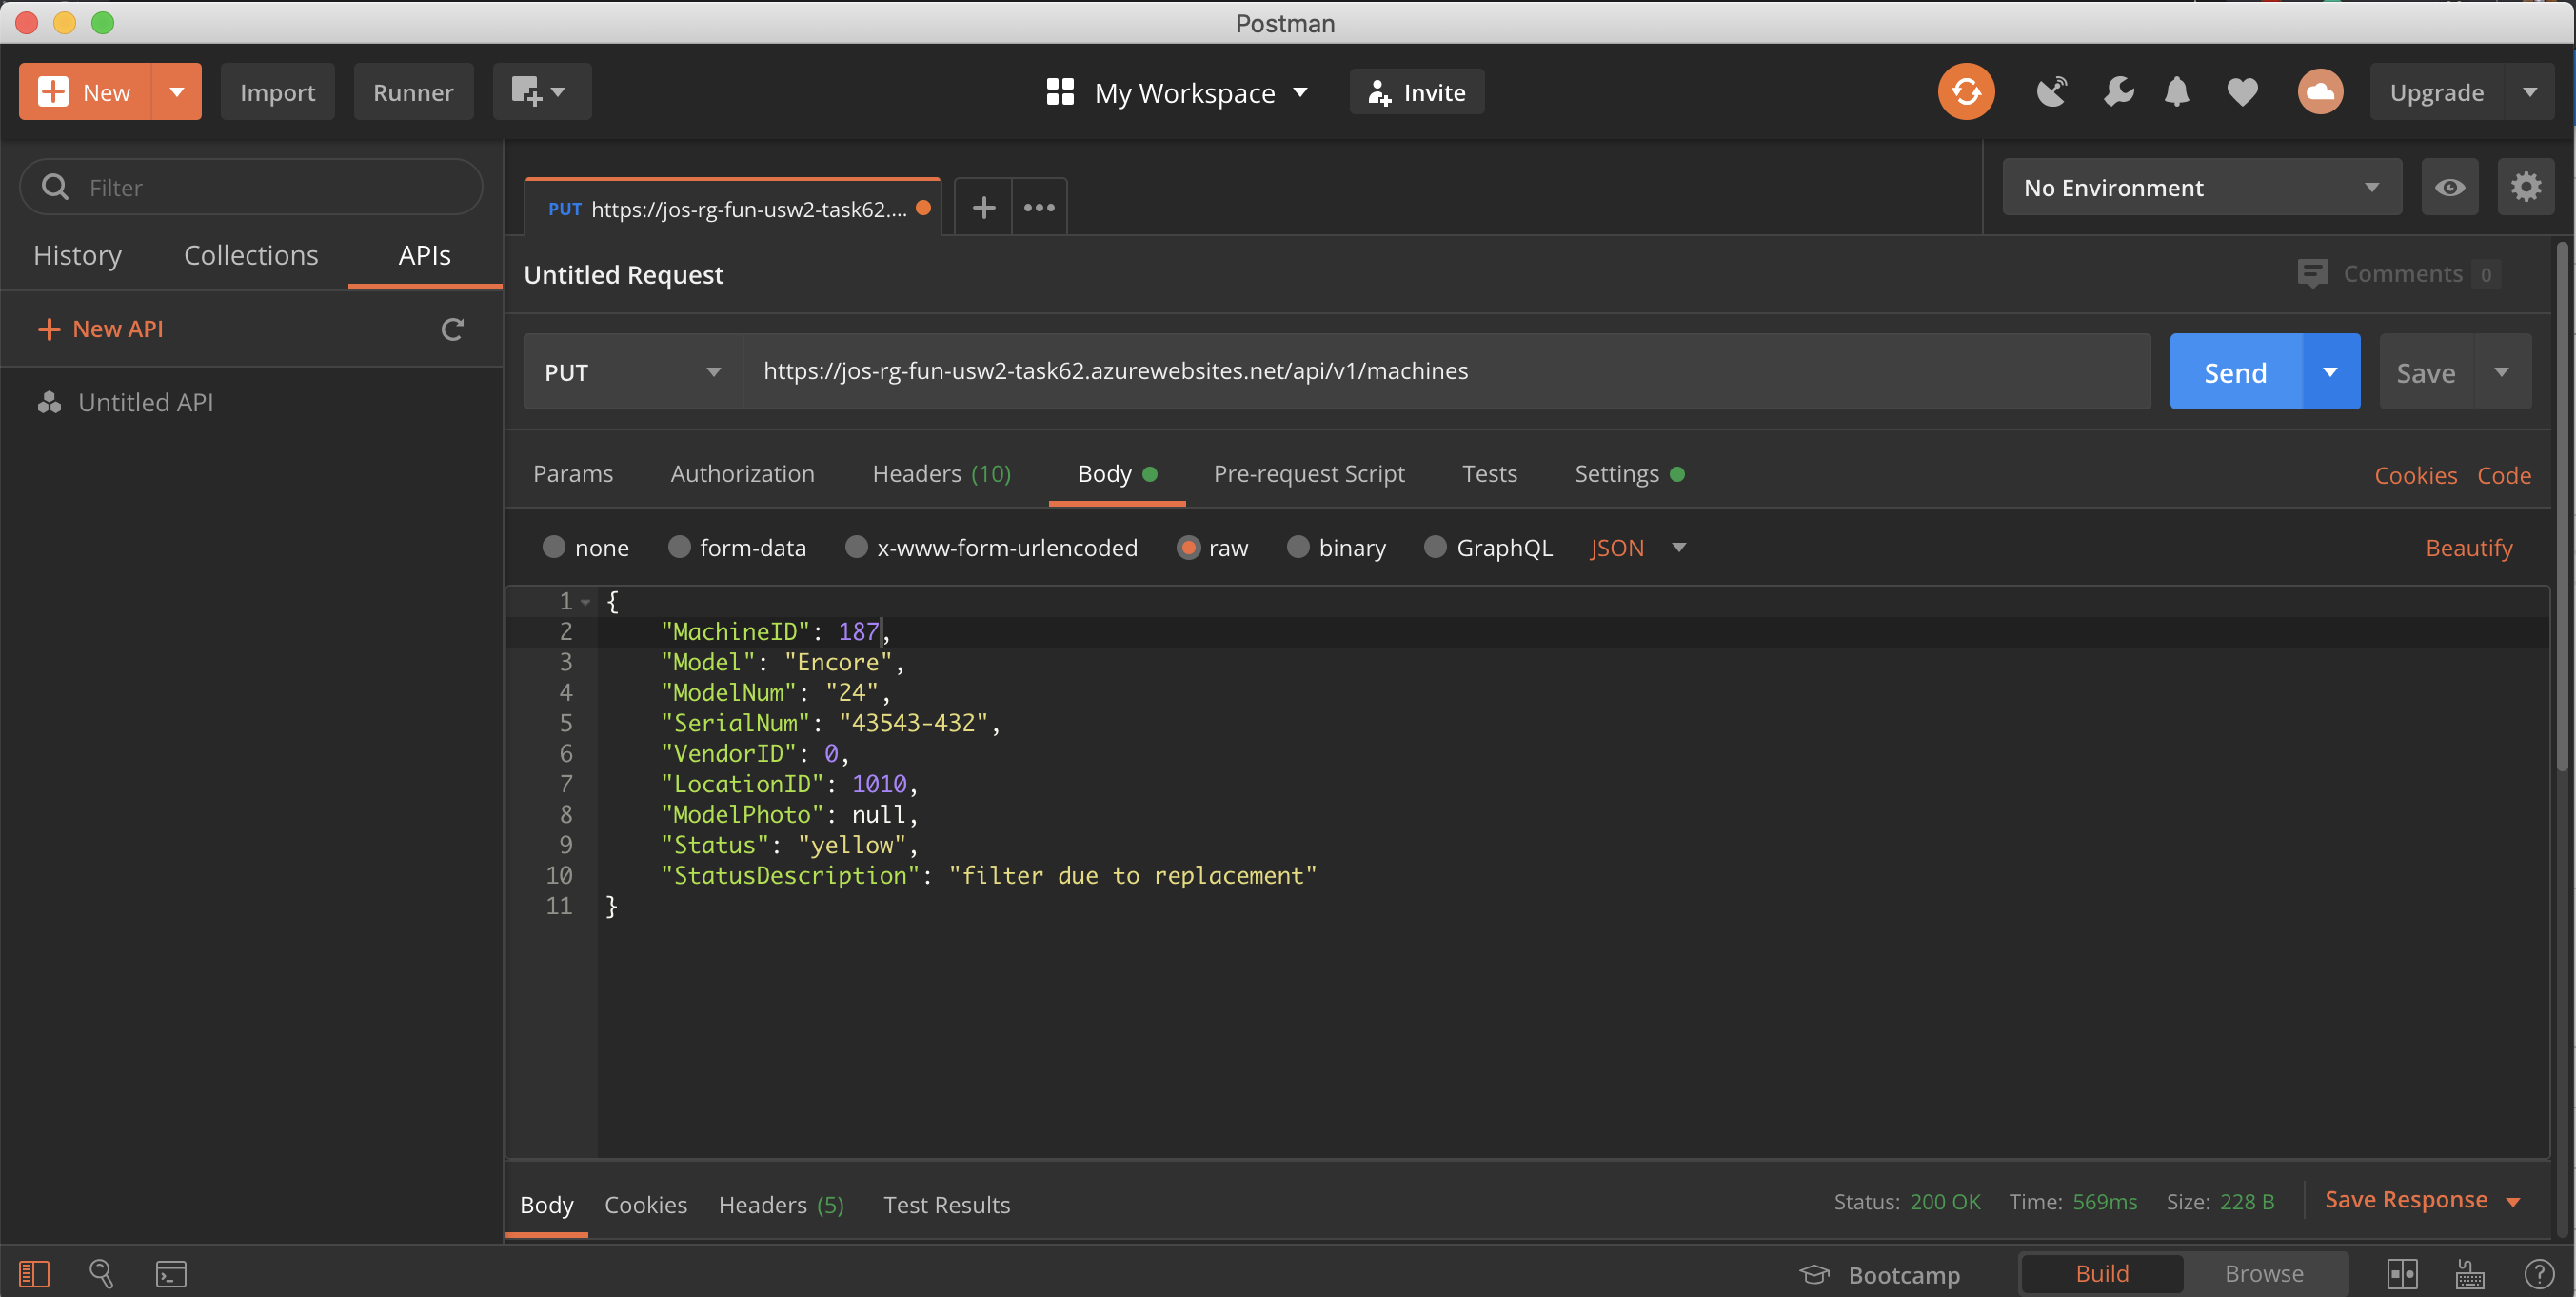 Postman
New Import Runner My Workspace Invite Upgrade
Filter
PUT https://jos-rg-fun-usw2-task62.... No Environment
History Collections APIs
Untitled Request Comments 0
New API
PUT https://jos-rg-fun-usw2-task62.azurewebsites.net/api/v1/machines Send Save
Untitled API
Params Authorization Headers (10) Body Pre-request Script Tests Settings Cookies Code
none form-data x-www-form-urlencoded raw binary GraphQL JSON Beautify
1 {
2 "MachineID": 187,
3 "Model": "Encore",
4 "ModelNum": "24",
5 "SerialNum": "43543-432",
6 "VendorID": 0,
7 "LocationID": 1010,
8 "ModelPhoto": null,
9 "Status": "yellow",
10 "StatusDescription": "filter due to replacement"
11 }
Body Cookies Headers (5) Test Results Status: 200 OK Time: 569ms Size: 228 B Save Response
Bootcamp Build Browse